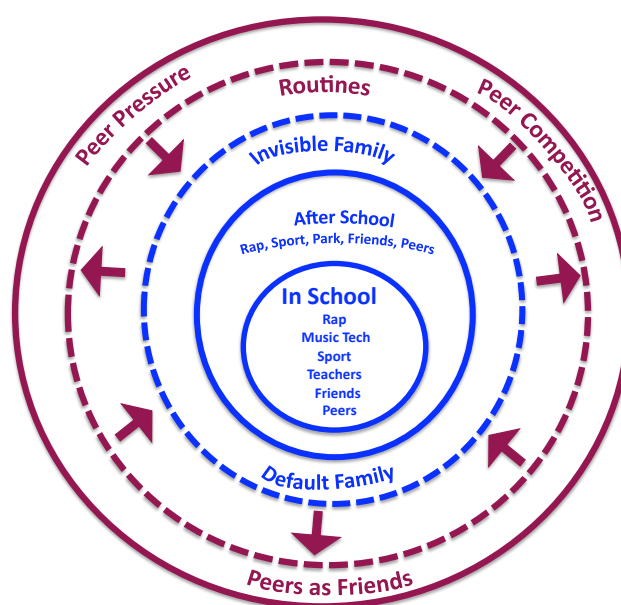 Peer Pressure
Routines
Peer Competition
Invisible Family
After School
Rap, Sport, Park, Friends, Peers
In School
Rap
Music Tech
Sport
Teachers
Friends
Peers
Default Family
Peers as Friends